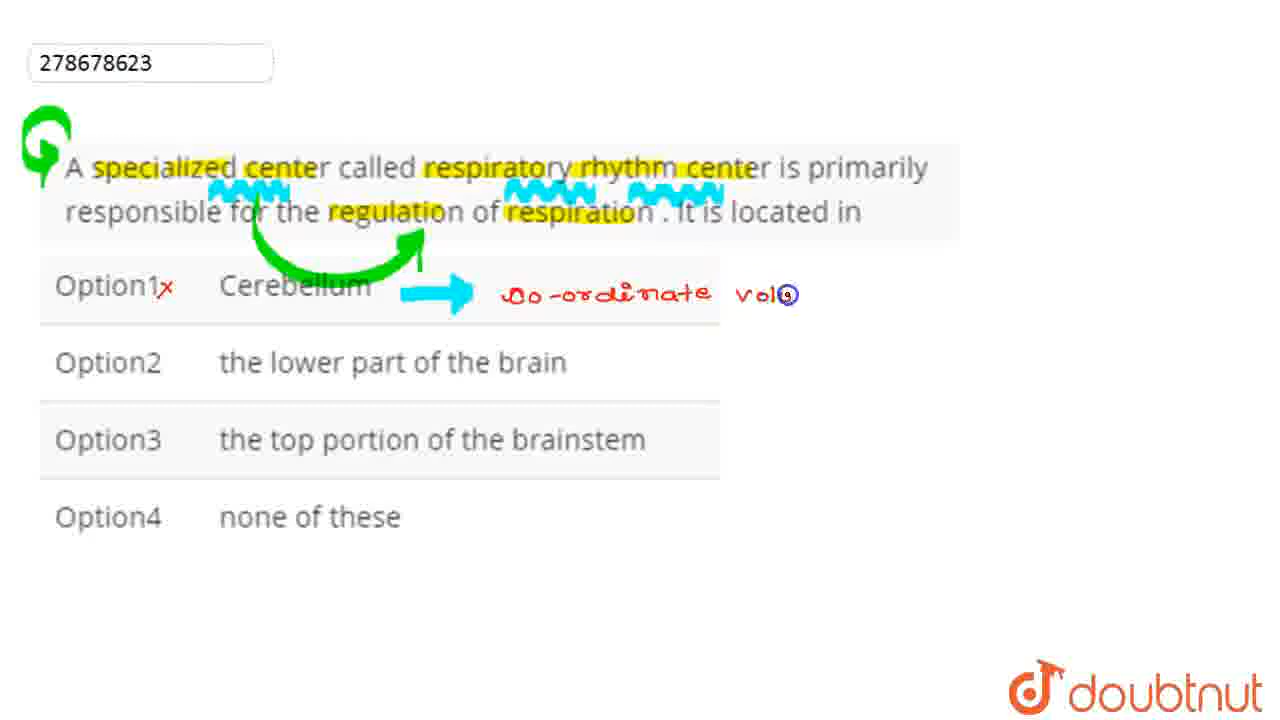 278678623
A specialized center called respiratory rhythm center is primarily
responsible for the regulation of respiration . It is located in
Option1 x Cerebellum co-ordinate
Option2 the lower part of the brain
Option3 the top portion of the brainstem
Option4 none of these
doubtnut